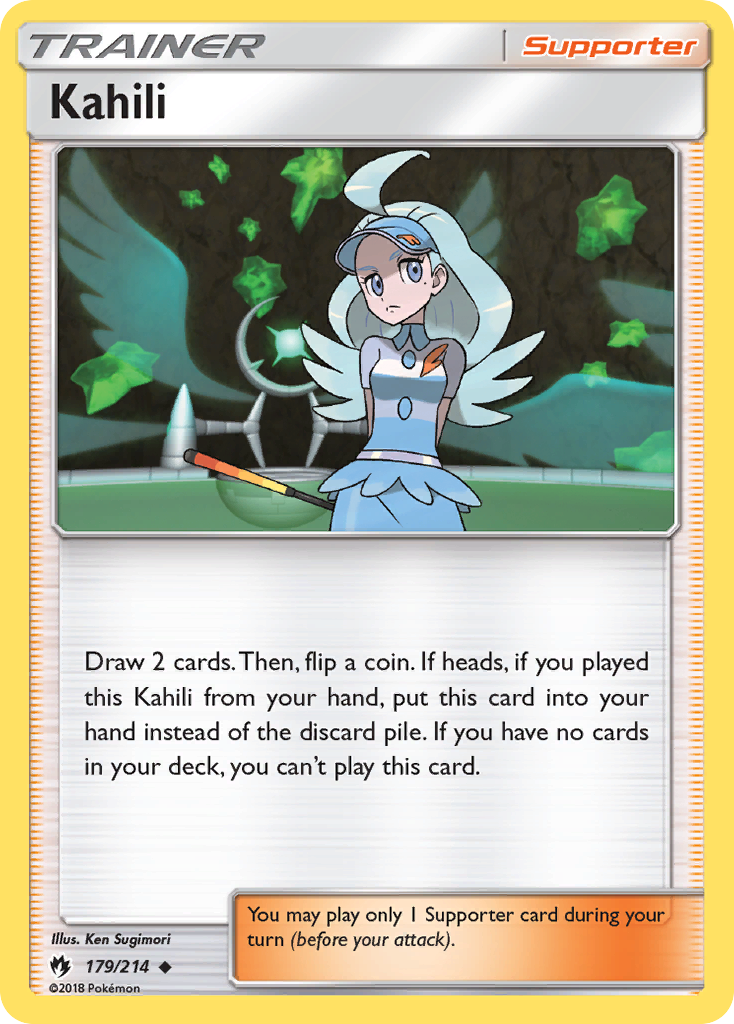 TRAINER
Supporter
Kahili
Draw 2 cards. Then, flip a coin. If heads, if you played
this Kahili from your hand, put this card into your
hand instead of the discard pile. If you have no cards
in your deck, you can't play this card.
You may play only 1 Supporter card during your
turn (before your attack).
Illus. Ken Sugimori
179/214 ◆
©2018 Pokémon